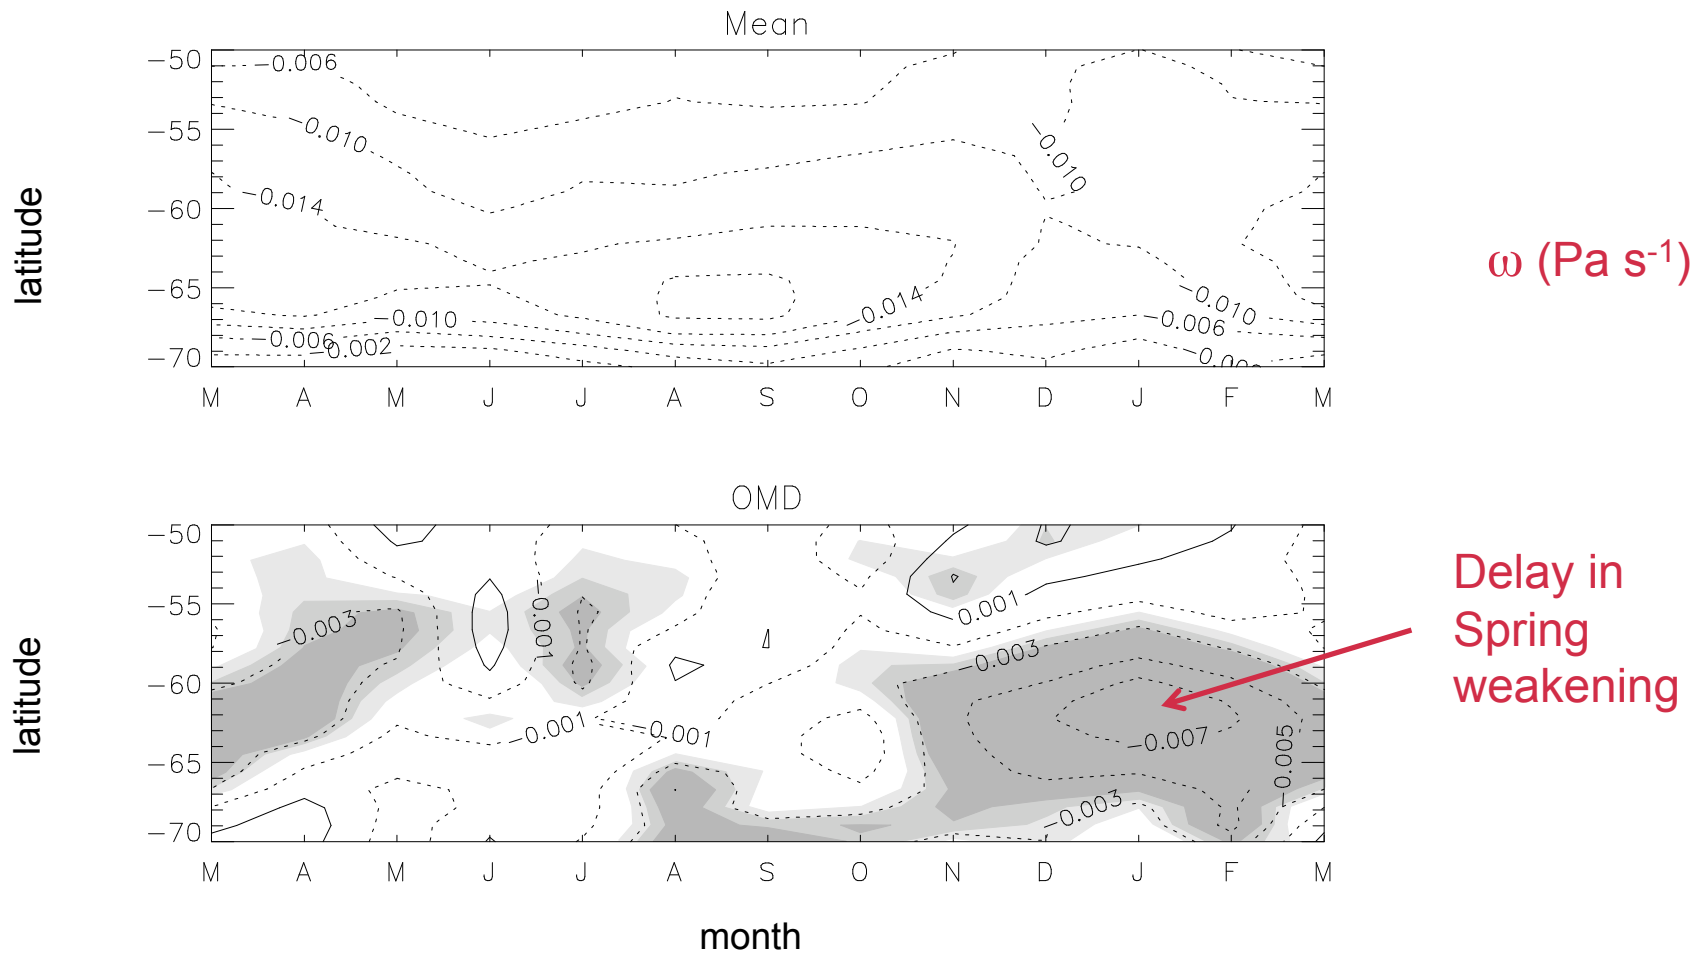 Mean
-50
-55
-60
-65
-70
-0.006
-0.010
-0.014
-0.010
-0.010
-0.014
-0.010
-0.006
-0.006
-0.002
M A M J J A S O N D J F M
latitude
ω (Pa s-1)
OMD
-50
-55
-60
-65
-70
-0.003
-0.001
0.001
-0.003
-0.001
-0.001
-0.007
-0.005
-0.003
M A M J J A S O N D J F M
latitude
month
Delay in
Spring
weakening